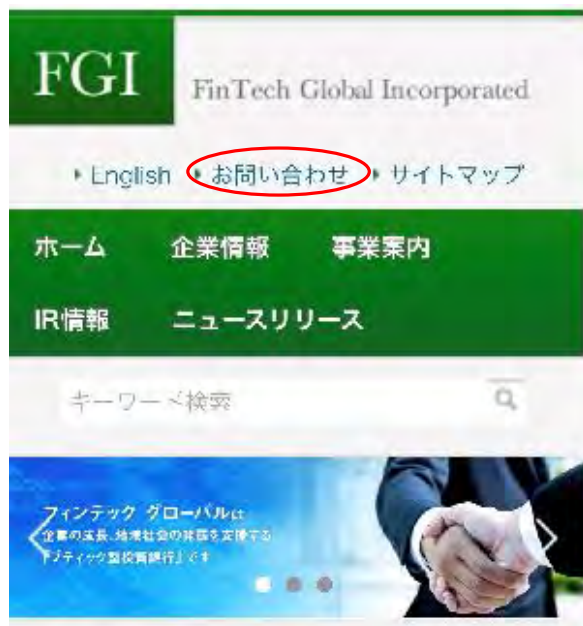 FGI
FinTech Global Incorporated
English お問い合わせ サイトマップ
ホーム 企業情報 事業案内
IR情報 ニュースリリース
キーワード検索
フィンテック グローバルは
企業の成長、地域社会の発展を支援する
『ブティック型投資銀行』です